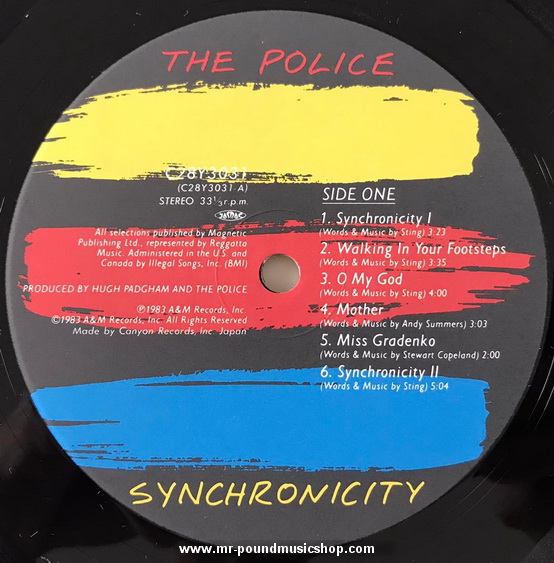 THE POLICE
C28Y3031
(C28Y3031-A)
STEREO 33⅓ r.p.m.
JASRAC
All selections published by Magnetic
Publishing Ltd., represented by Reggatta
Music. Administered in the U.S. and
Canada by Illegal Songs, Inc. (BMI)
PRODUCED BY HUGH PADGHAM AND THE POLICE
℗1983 A&M Records, Inc.
©1983 A&M Records, Inc. All Rights Reserved
Made by Canyon Records, Inc. Japan
SIDE ONE
1. Synchronicity I
(Words & Music by Sting) 3:23
2. Walking In Your Footsteps
(Words & Music by Sting) 3:35
3. O My God
(Words & Music by Sting) 4:00
4. Mother
(Words & Music by Andy Summers) 3:03
5. Miss Gradenko
(Words & Music by Stewart Copeland) 2:00
6. Synchronicity II
(Words & Music by Sting) 5:04
SYNCHRONICITY
www.mr-poundmusicshop.com